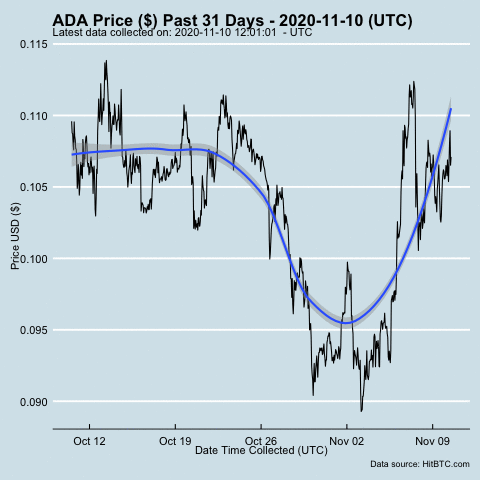 ADA Price ($) Past 31 Days - 2020-11-10 (UTC)
Latest data collected on: 2020-11-10 12:01:01  - UTC
0.115
0.110
0.105
0.100
0.095
0.090
Price USD ($)
Oct 12
Oct 19
Oct 26
Nov 02
Nov 09
Date Time Collected (UTC)
Data source: HitBTC.com